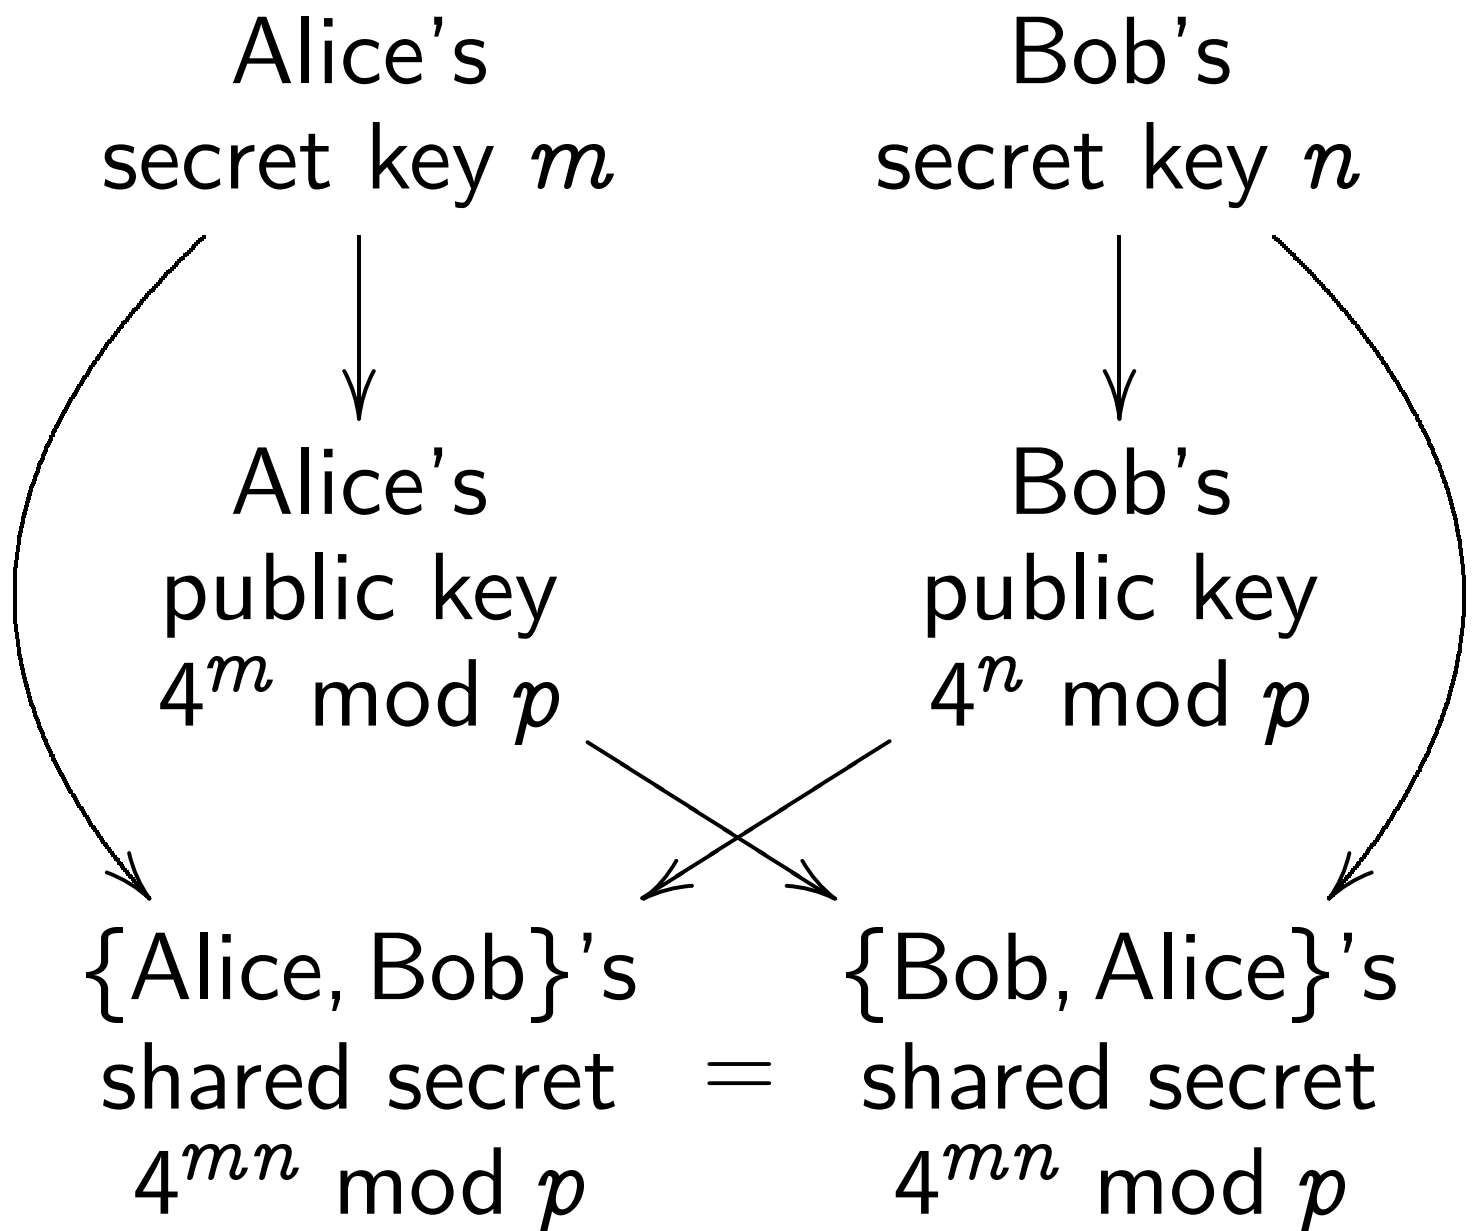 Alice’s
secret key m
Bob’s
secret key n
Alice’s
public key
4^m mod p
Bob’s
public key
4^n mod p
{Alice, Bob}’s
shared secret
4^{mn} mod p
=
{Bob, Alice}’s
shared secret
4^{mn} mod p